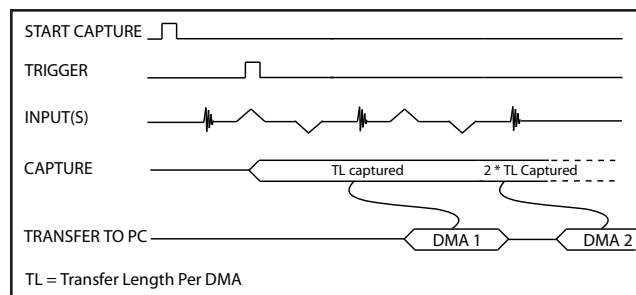 START CAPTURE
TRIGGER
INPUT(S)
CAPTURE
TL captured
2 * TL Captured
TRANSFER TO PC
DMA 1
DMA 2
TL = Transfer Length Per DMA